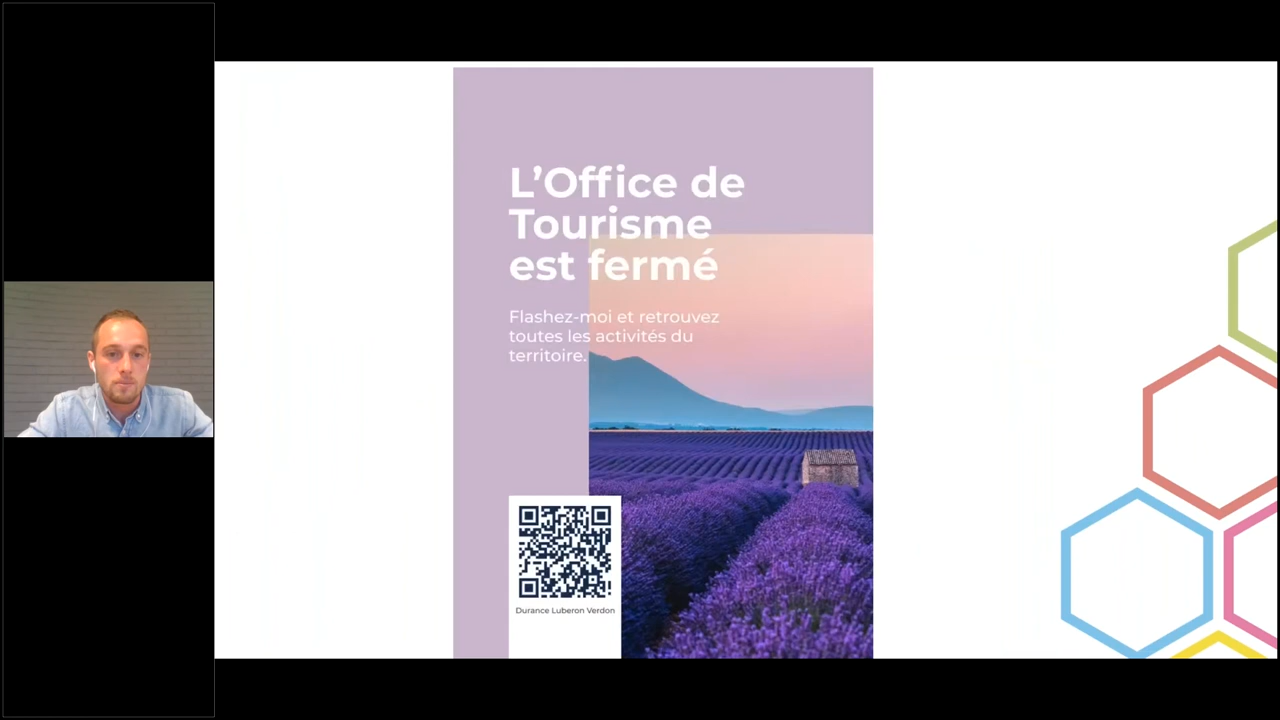 L’Office de
Tourisme
est fermé
Flashez-moi et retrouvez
toutes les activités du
territoire.
Durance Luberon Verdon